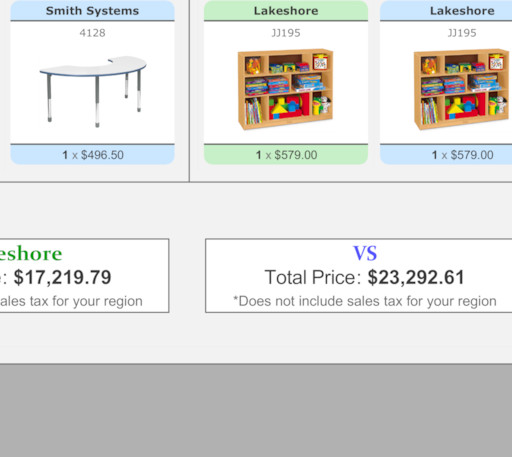 Smith Systems
4128
1 x $496.50
Lakeshore
JJ195
1 x $579.00
Lakeshore
JJ195
1 x $579.00
eshore
: $17,219.79
ales tax for your region
VS
Total Price: $23,292.61
*Does not include sales tax for your region